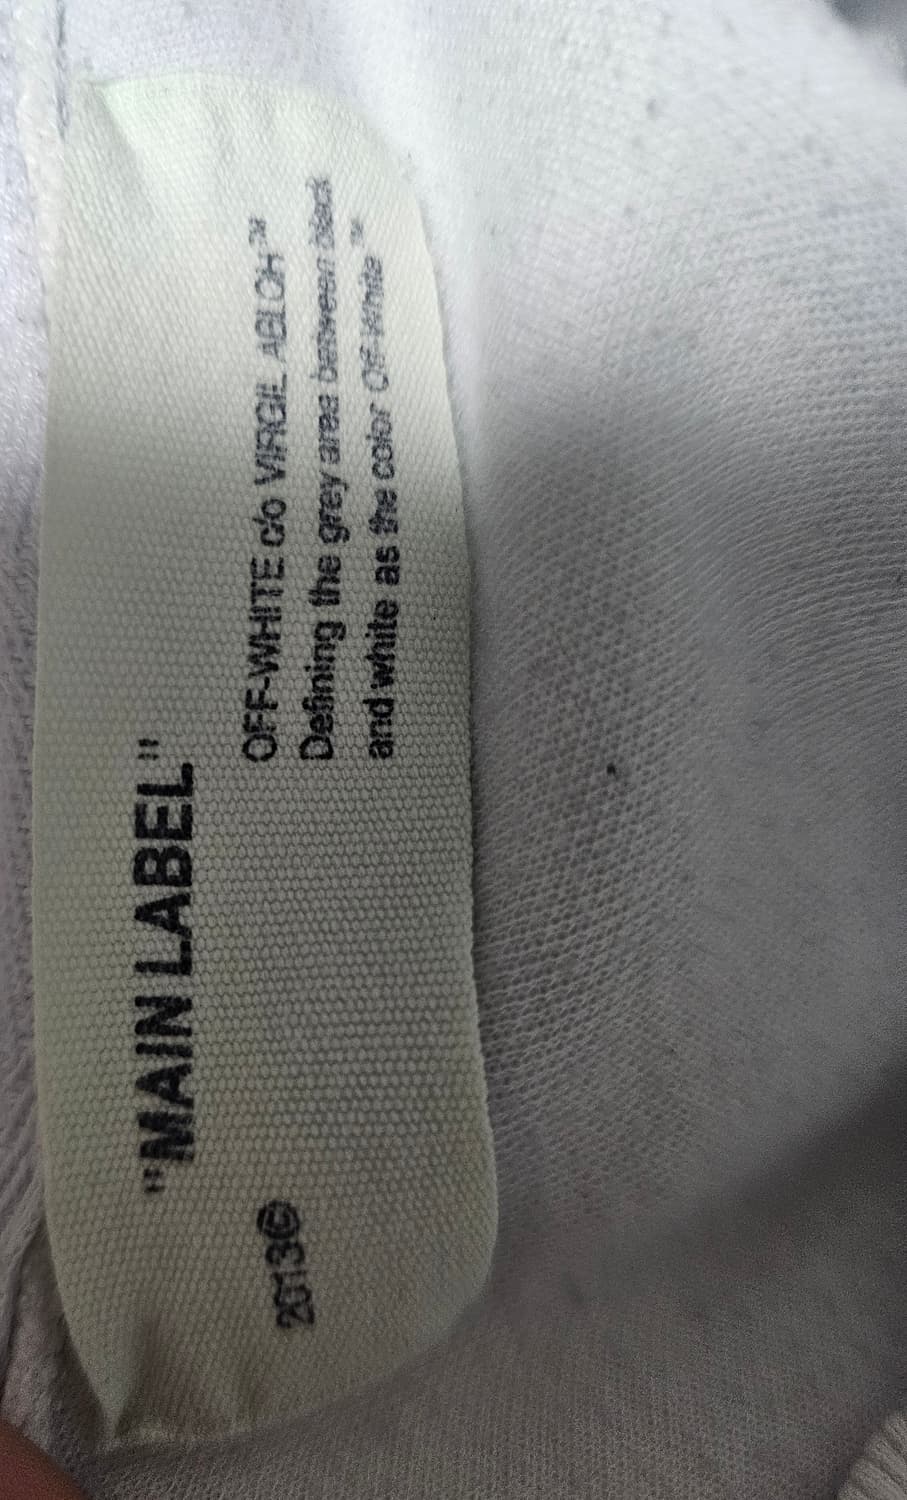 "MAIN LABEL"
2013©
OFF-WHITE c/o VIRGIL ABLOH™
Defining the grey area between black
and white as the color Off-White™